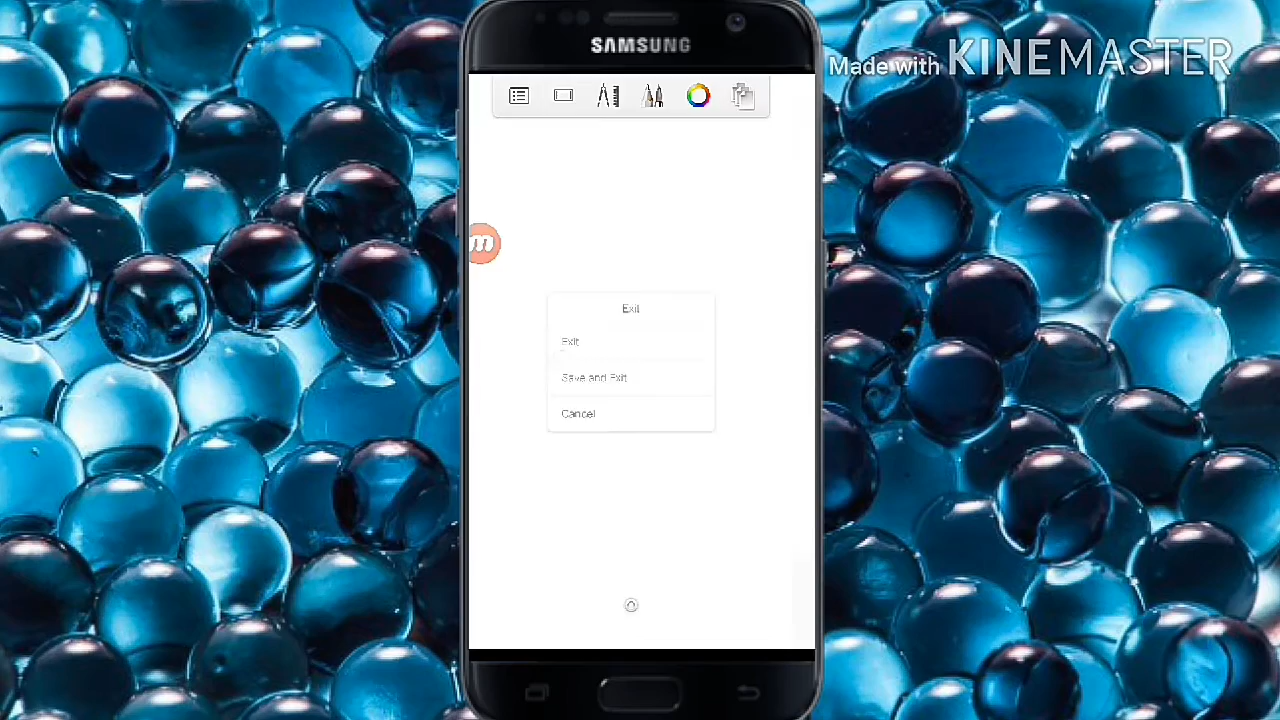 SAMSUNG
Made with KINEMASTER
m
Exit
Exit
Save and Exit
Cancel